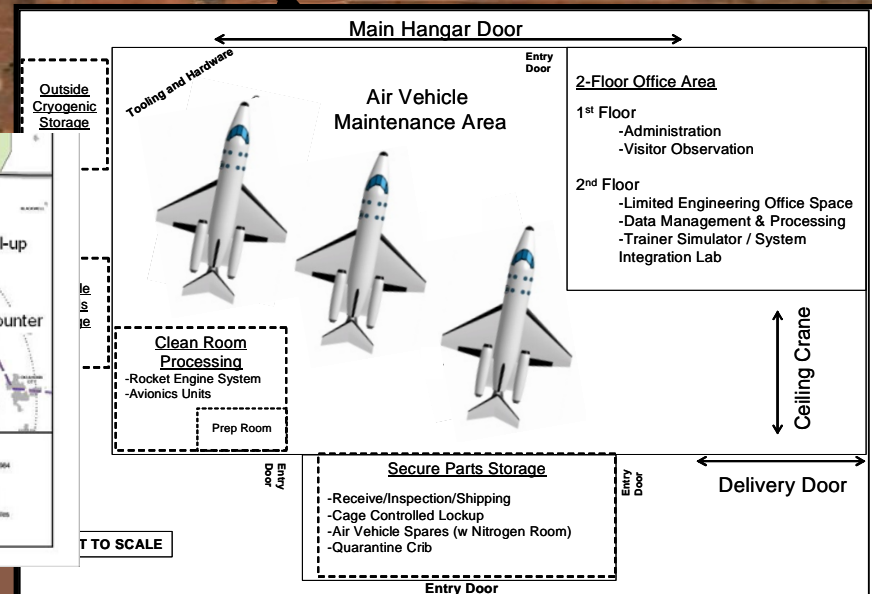 Main Hangar Door
Outside
Cryogenic
Storage
Tooling and Hardware
Air Vehicle
Maintenance Area
Entry
Door
2-Floor Office Area
1st Floor
-Administration
-Visitor Observation
2nd Floor
-Limited Engineering Office Space
-Data Management & Processing
-Trainer Simulator / System
Integration Lab
l-up
ounter
le
s
ge
Clean Room
Processing
-Rocket Engine System
-Avionics Units
Prep Room
Ceiling Crane
Entry
Door
Secure Parts Storage
-Receive/Inspection/Shipping
-Cage Controlled Lockup
-Air Vehicle Spares (w Nitrogen Room)
-Quarantine Crib
Entry
Door
Delivery Door
T TO SCALE
Entry Door